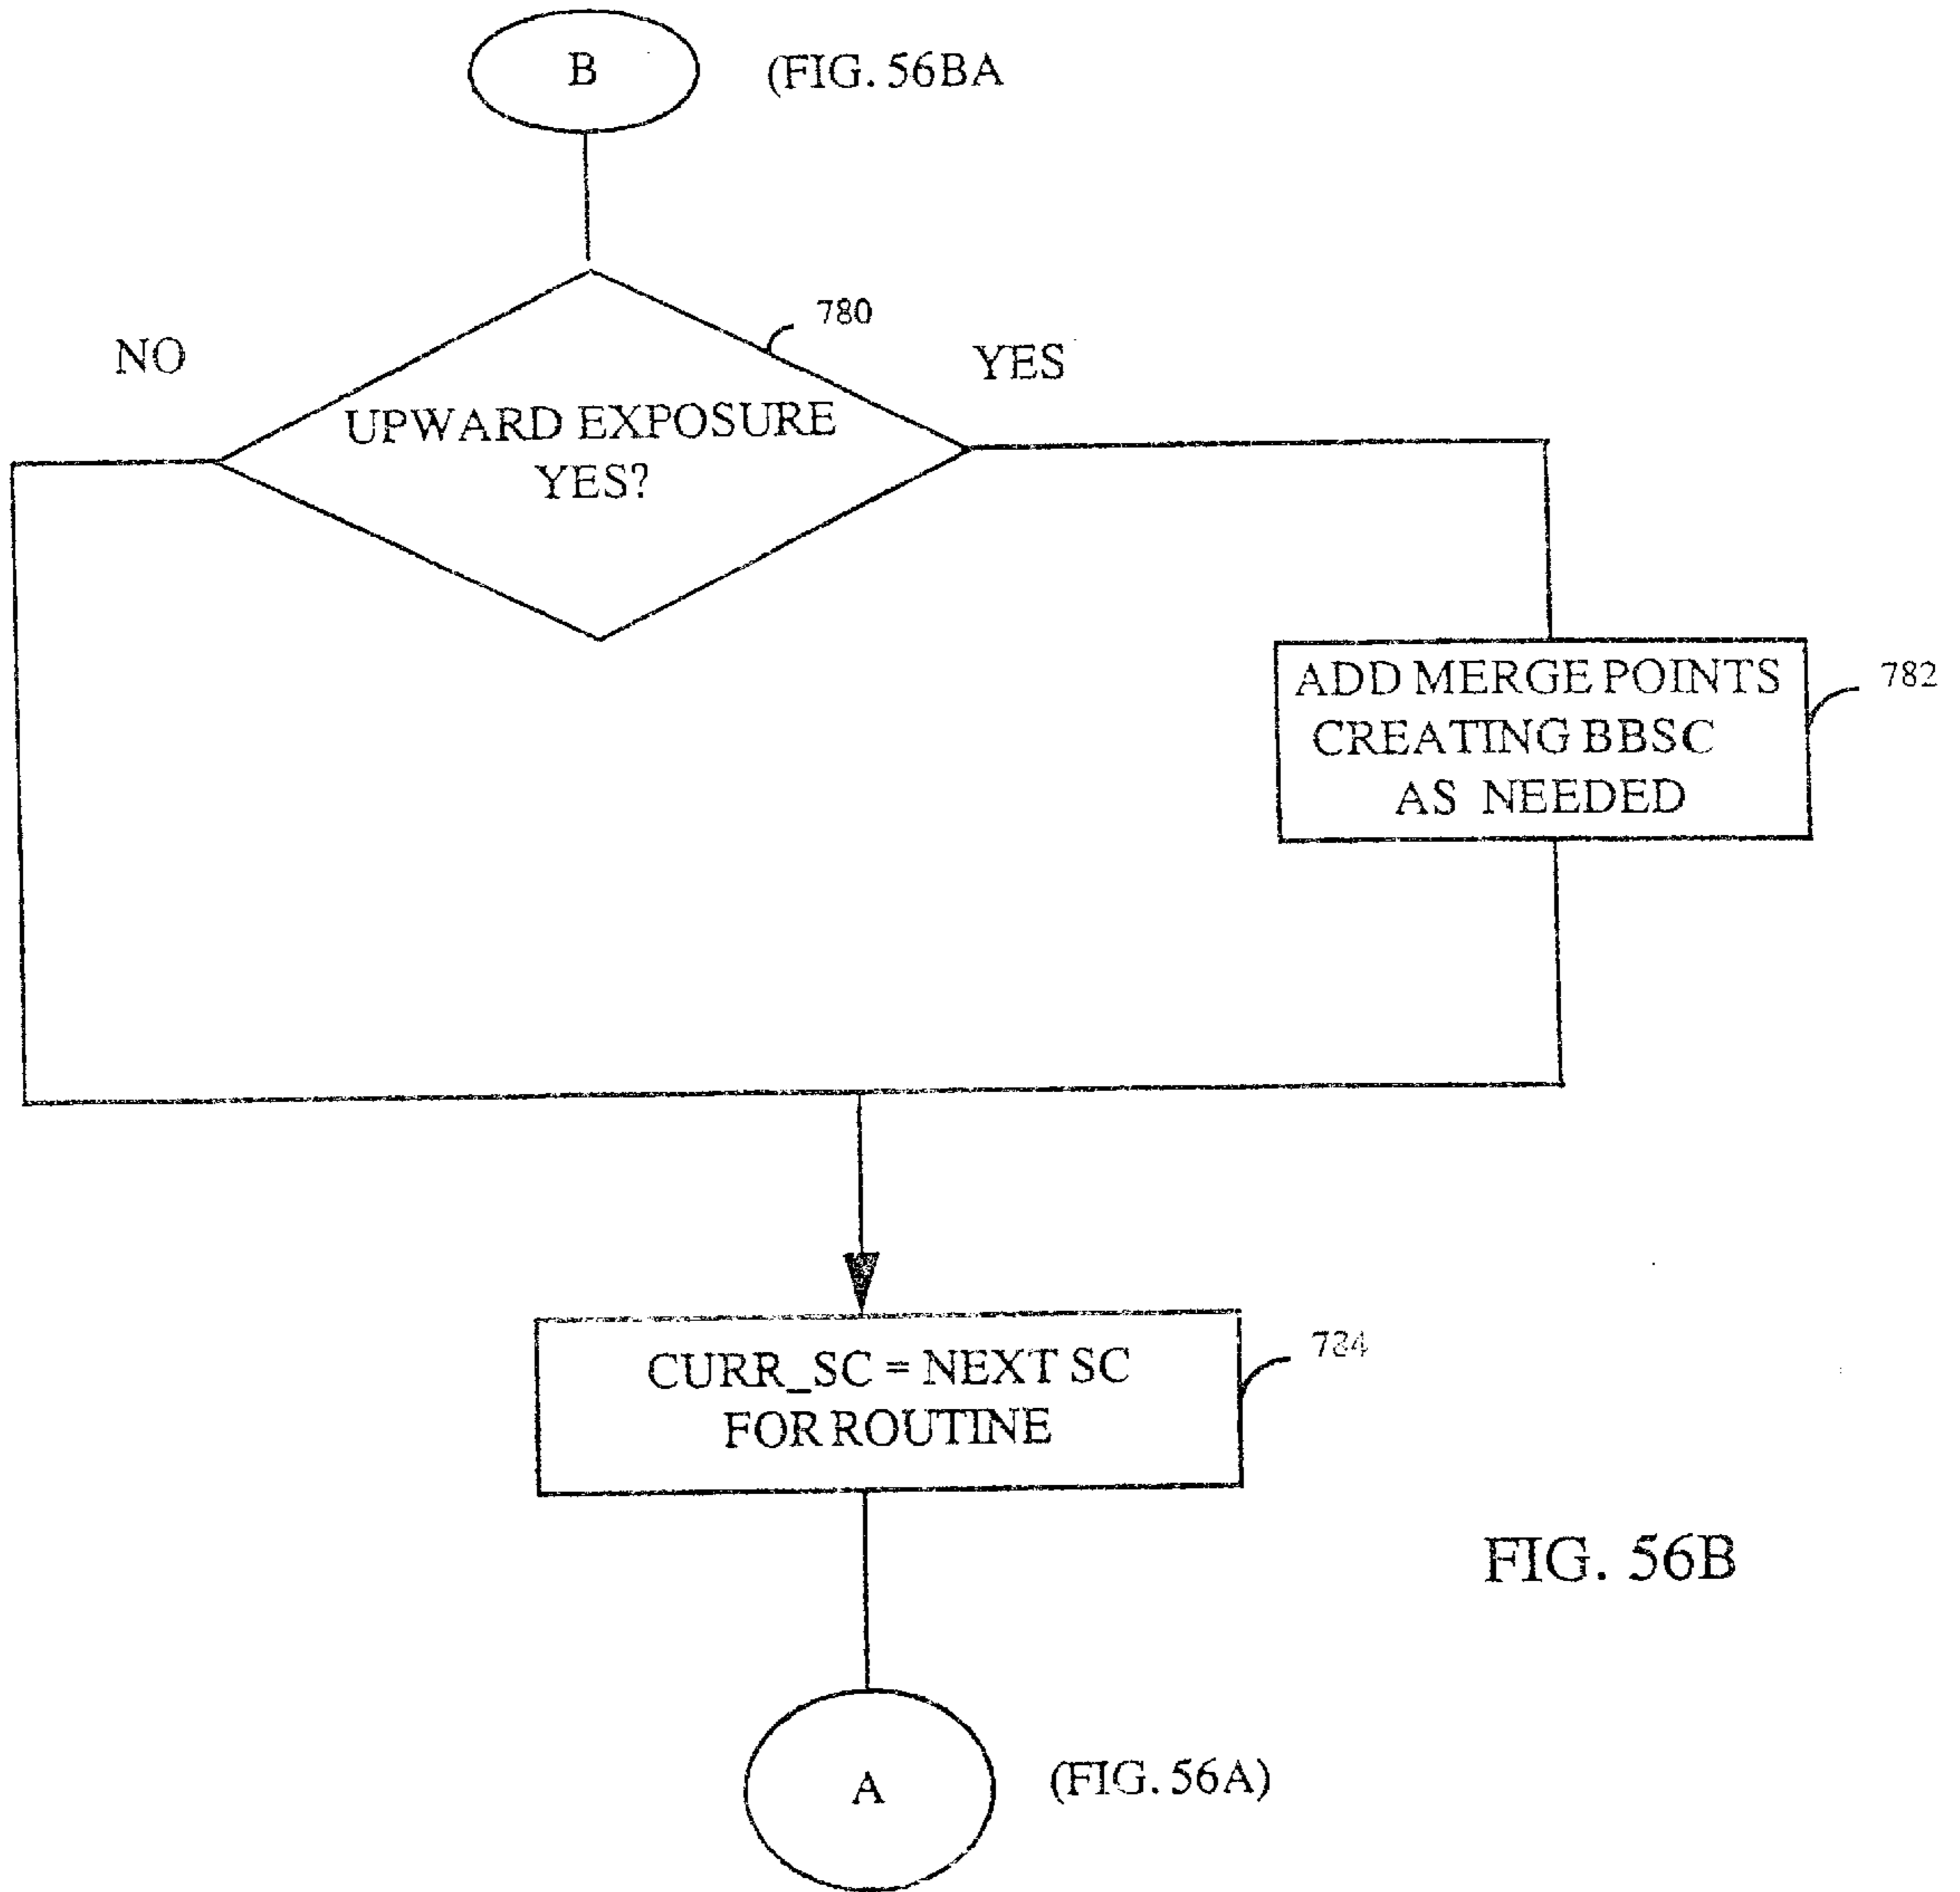 B (FIG. 56BA
780
NO
YES
UPWARD EXPOSURE
YES?
ADD MERGE POINTS
CREATING BBSC
AS NEEDED
782
CURR_SC = NEXT SC
FOR ROUTINE
784
FIG. 56B
A (FIG. 56A)